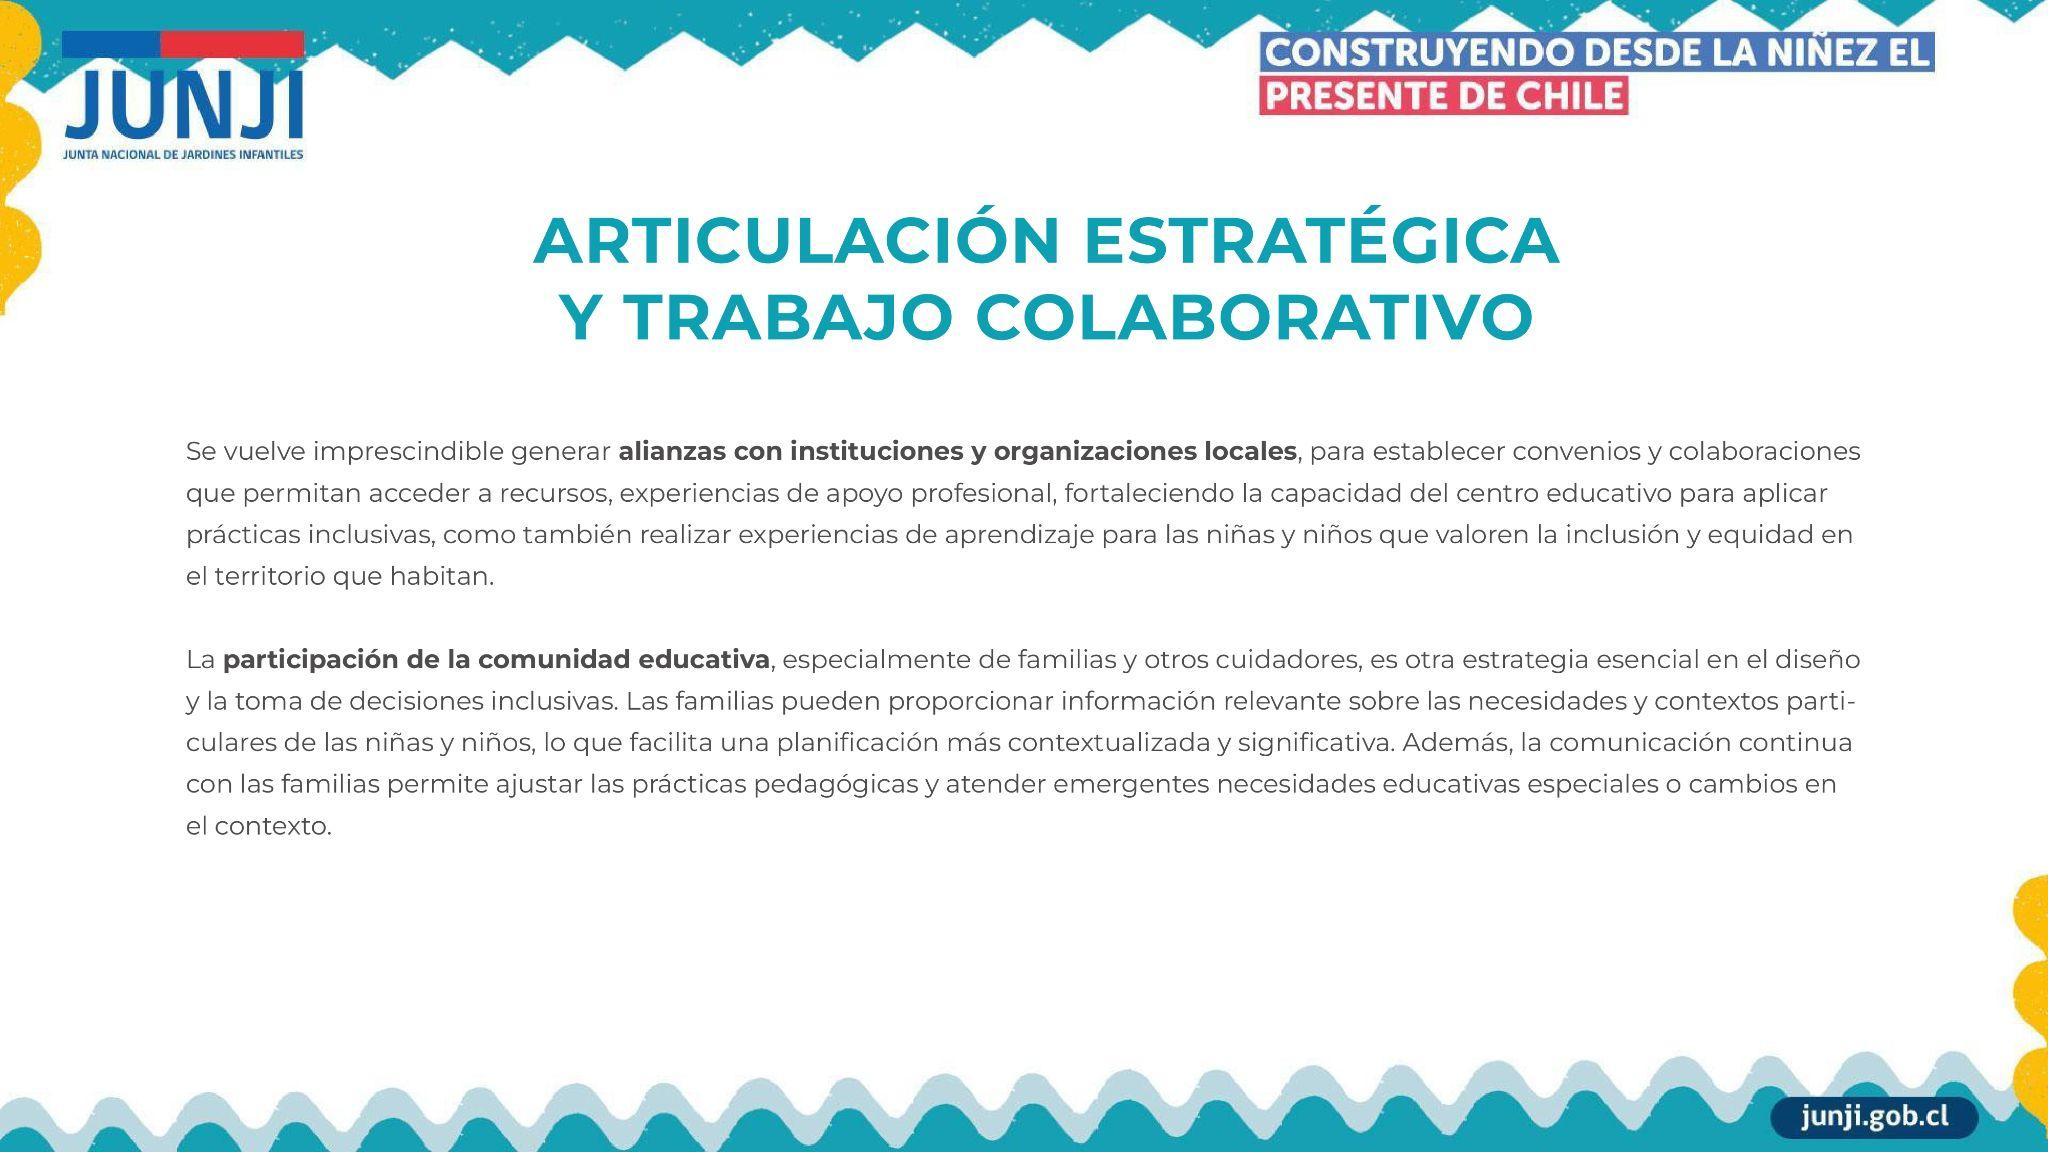 JUNJI
JUNTA NACIONAL DE JARDINES INFANTILES
CONSTRUYENDO DESDE LA NIÑEZ EL
PRESENTE DE CHILE
ARTICULACIÓN ESTRATÉGICA
Y TRABAJO COLABORATIVO
Se vuelve imprescindible generar alianzas con instituciones y organizaciones locales, para establecer convenios y colaboraciones
que permitan acceder a recursos, experiencias de apoyo profesional, fortaleciendo la capacidad del centro educativo para aplicar
prácticas inclusivas, como también realizar experiencias de aprendizaje para las niñas y niños que valoren la inclusión y equidad en
el territorio que habitan.
La participación de la comunidad educativa, especialmente de familias y otros cuidadores, es otra estrategia esencial en el diseño
y la toma de decisiones inclusivas. Las familias pueden proporcionar información relevante sobre las necesidades y contextos parti-
culares de las niñas y niños, lo que facilita una planificación más contextualizada y significativa. Además, la comunicación continua
con las familias permite ajustar las prácticas pedagógicas y atender emergentes necesidades educativas especiales o cambios en
el contexto.
junji.gob.cl